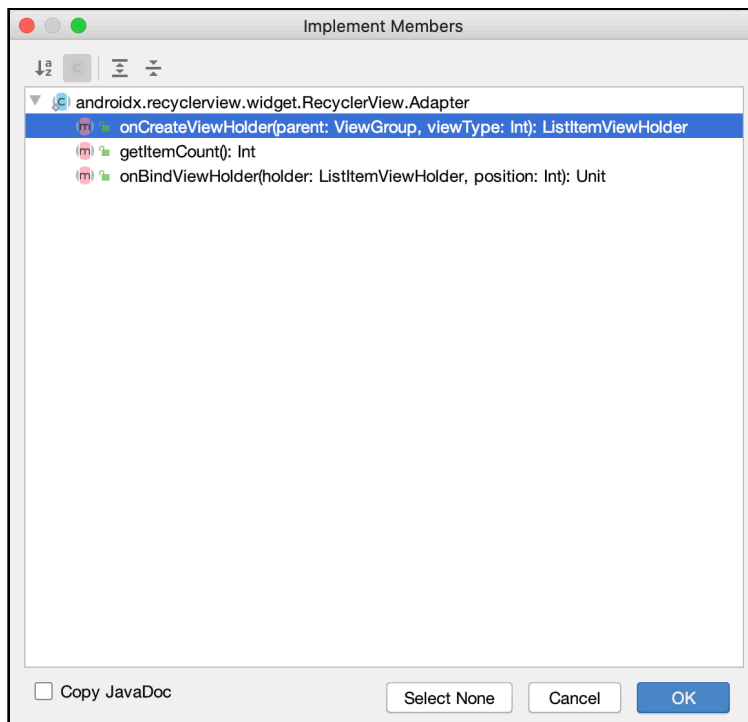 Implement Members
androidx.recyclerview.widget.RecyclerView.Adapter
onCreateViewHolder(parent: ViewGroup, viewType: Int): ListItemViewHolder
getItemCount(): Int
onBindViewHolder(holder: ListItemViewHolder, position: Int): Unit
Copy JavaDoc
Select None
Cancel
OK